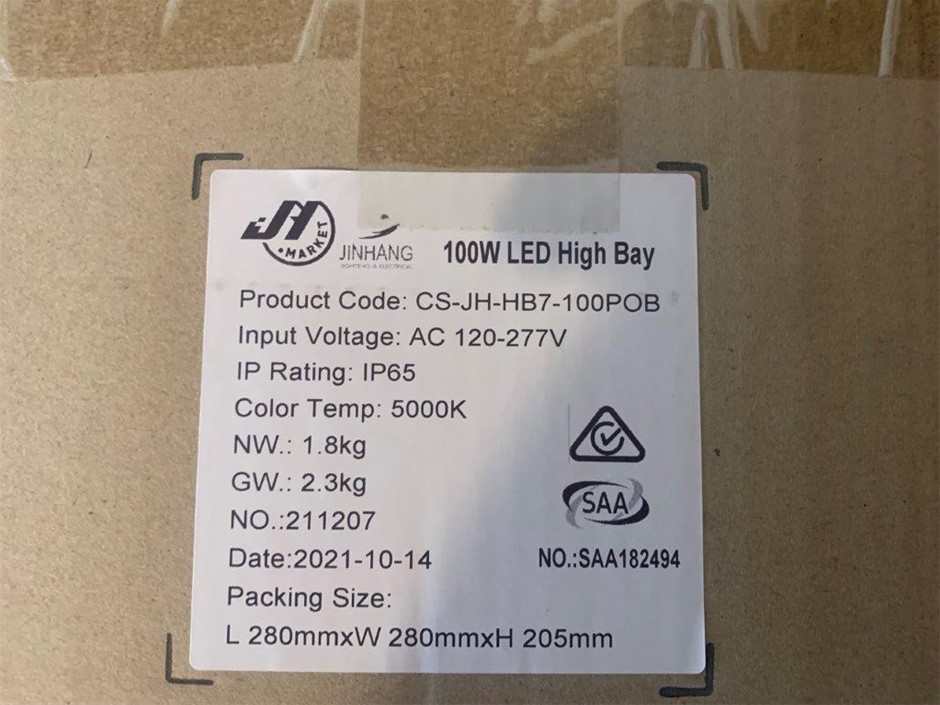 JH
MARKET
JINHANG
LIGHTING & ELECTRICAL
100W LED High Bay
Product Code: CS-JH-HB7-100POB
Input Voltage: AC 120-277V
IP Rating: IP65
Color Temp: 5000K
NW.: 1.8kg
GW.: 2.3kg
NO.:211207
SAA
Date:2021-10-14
NO.:SAA182494
Packing Size:
L 280mmxW 280mmxH 205mm